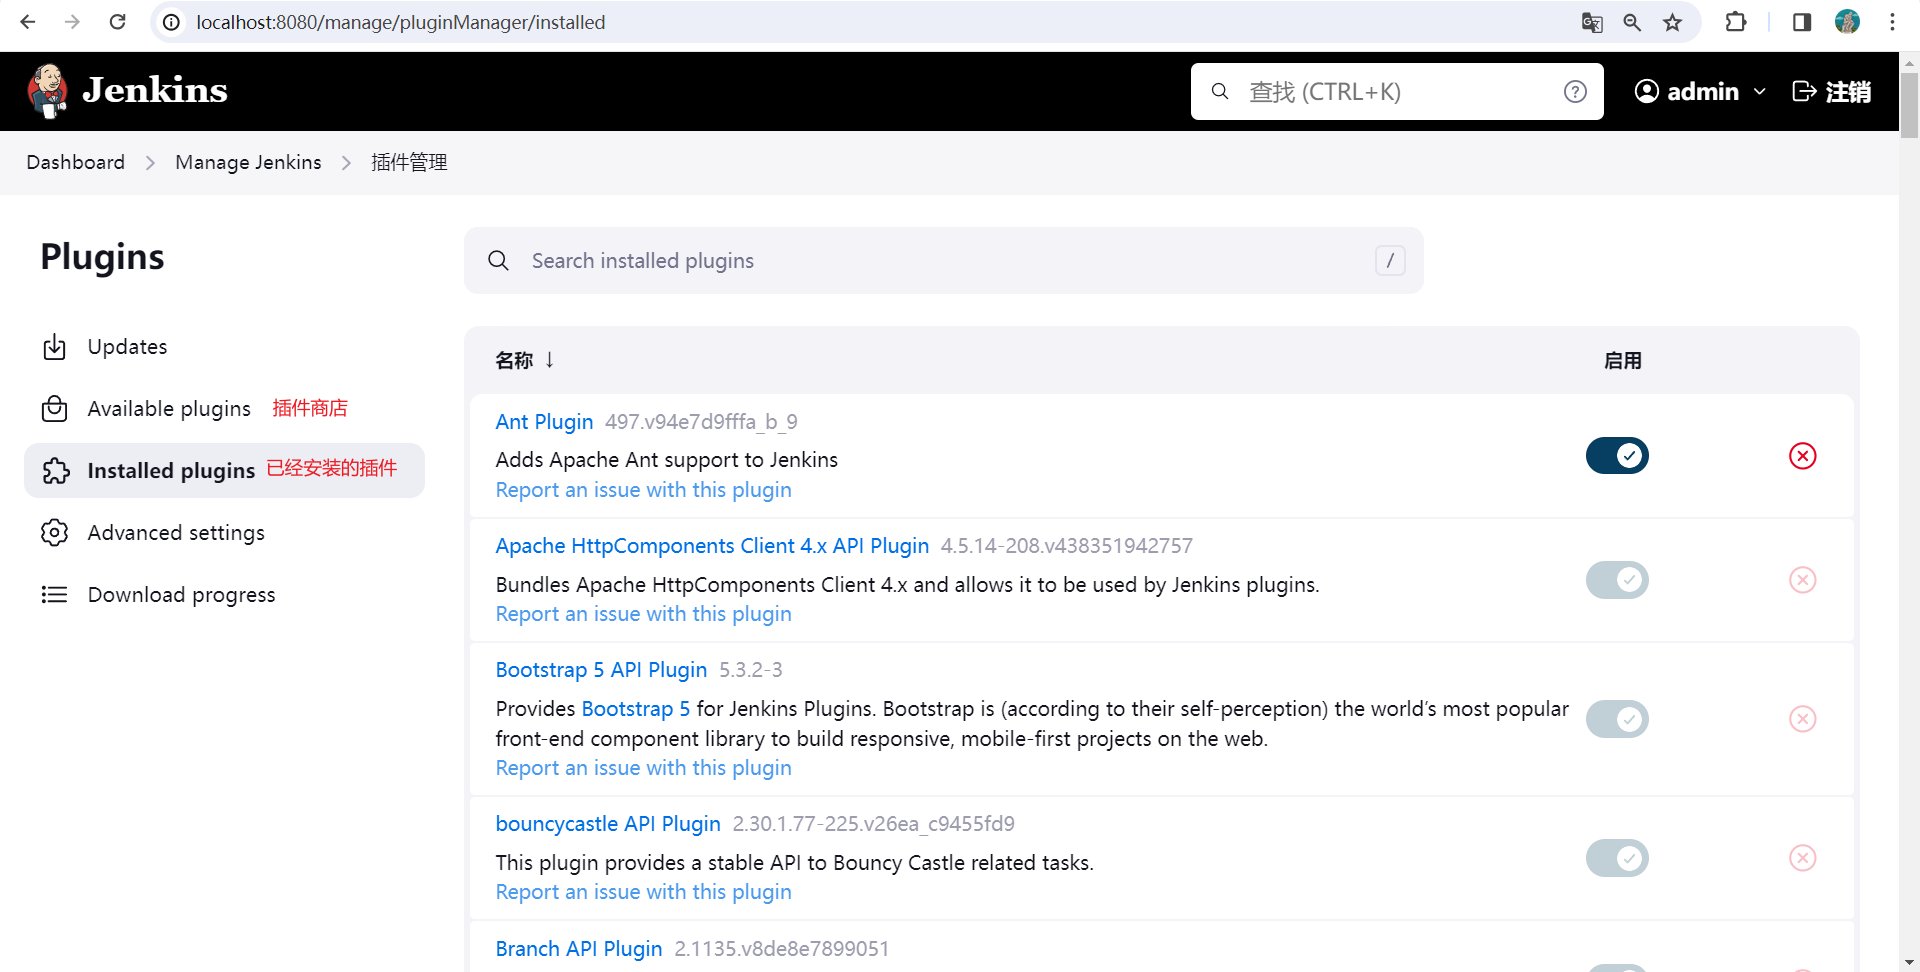 localhost:8080/manage/pluginManager/installed
Jenkins
查找 (CTRL+K)
admin
注销
Dashboard
Manage Jenkins
插件管理
Plugins
Updates
Available plugins 插件商店
Installed plugins 已经安装的插件
Advanced settings
Download progress
Search installed plugins /
名称 ↓ 启用
Ant Plugin 497.v94e7d9fffa_b_9
Adds Apache Ant support to Jenkins
Report an issue with this plugin
Apache HttpComponents Client 4.x API Plugin 4.5.14-208.v438351942757
Bundles Apache HttpComponents Client 4.x and allows it to be used by Jenkins plugins.
Report an issue with this plugin
Bootstrap 5 API Plugin 5.3.2-3
Provides Bootstrap 5 for Jenkins Plugins. Bootstrap is (according to their self-perception) the world’s most popular
front-end component library to build responsive, mobile-first projects on the web.
Report an issue with this plugin
bouncycastle API Plugin 2.30.1.77-225.v26ea_c9455fd9
This plugin provides a stable API to Bouncy Castle related tasks.
Report an issue with this plugin
Branch API Plugin 2.1135.v8de8e7899051